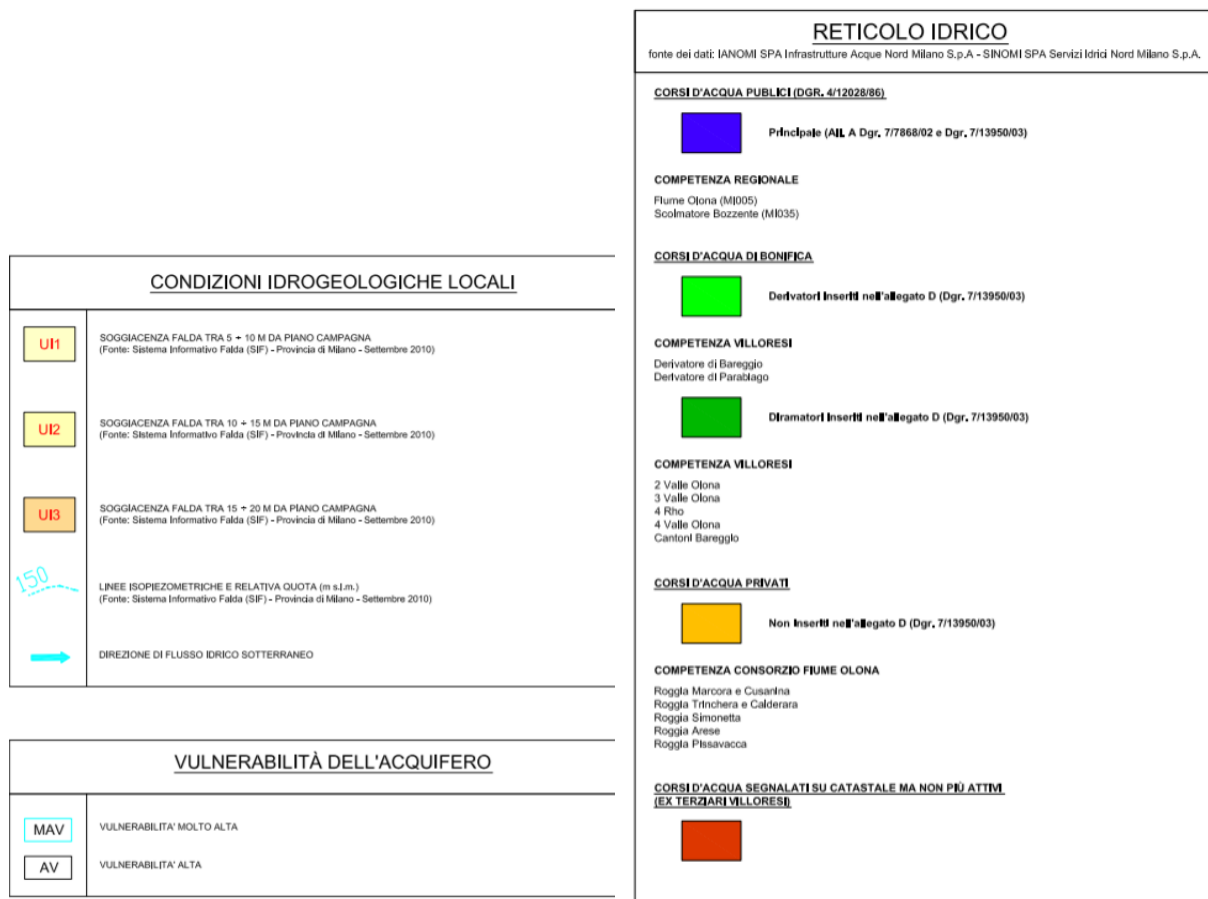 CONDIZIONI IDROGEOLOGICHE LOCALI
UI1
SOGGIACENZA FALDA TRA 5 ÷ 10 M DA PIANO CAMPAGNA
(Fonte: Sistema Informativo Falda (SIF) - Provincia di Milano - Settembre 2010)
UI2
SOGGIACENZA FALDA TRA 10 ÷ 15 M DA PIANO CAMPAGNA
(Fonte: Sistema Informativo Falda (SIF) - Provincia di Milano - Settembre 2010)
UI3
SOGGIACENZA FALDA TRA 15 ÷ 20 M DA PIANO CAMPAGNA
(Fonte: Sistema Informativo Falda (SIF) - Provincia di Milano - Settembre 2010)
150
LINEE ISOPIEZOMETRICHE E RELATIVA QUOTA (m s.l.m.)
(Fonte: Sistema Informativo Falda (SIF) - Provincia di Milano - Settembre 2010)
DIREZIONE DI FLUSSO IDRICO SOTTERRANEO
VULNERABILITÀ DELL'ACQUIFERO
MAV
VULNERABILITA' MOLTO ALTA
AV
VULNERABILITA' ALTA
RETICOLO IDRICO
fonte dei dati: IANOMI SPA Infrastrutture Acque Nord Milano S.p.A - SINOMI SPA Servizi Idrici Nord Milano S.p.A.
CORSI D'ACQUA PUBLICI (DGR. 4/12028/86)
Principale (All. A Dgr. 7/7868/02 e Dgr. 7/13950/03)
COMPETENZA REGIONALE
Fiume Olona (MI005)
Scolmatore Bozzente (MI035)
CORSI D'ACQUA DI BONIFICA
Derivatori inseriti nell'allegato D (Dgr. 7/13950/03)
COMPETENZA VILLORESI
Derivatore di Bareggio
Derivatore di Parabiago
Diramatori inseriti nell'allegato D (Dgr. 7/13950/03)
COMPETENZA VILLORESI
2 Valle Olona
3 Valle Olona
4 Rho
4 Valle Olona
Cantoni Bareggio
CORSI D'ACQUA PRIVATI
Non inseriti nell'allegato D (Dgr. 7/13950/03)
COMPETENZA CONSORZIO FIUME OLONA
Roggia Marcora e Cusanina
Roggia Trinchera e Calderara
Roggia Simonetta
Roggia Arese
Roggia Pissavacca
CORSI D'ACQUA SEGNALATI SU CATASTALE MA NON PIÙ ATTIVI
(EX TERZIARI VILLORESI)